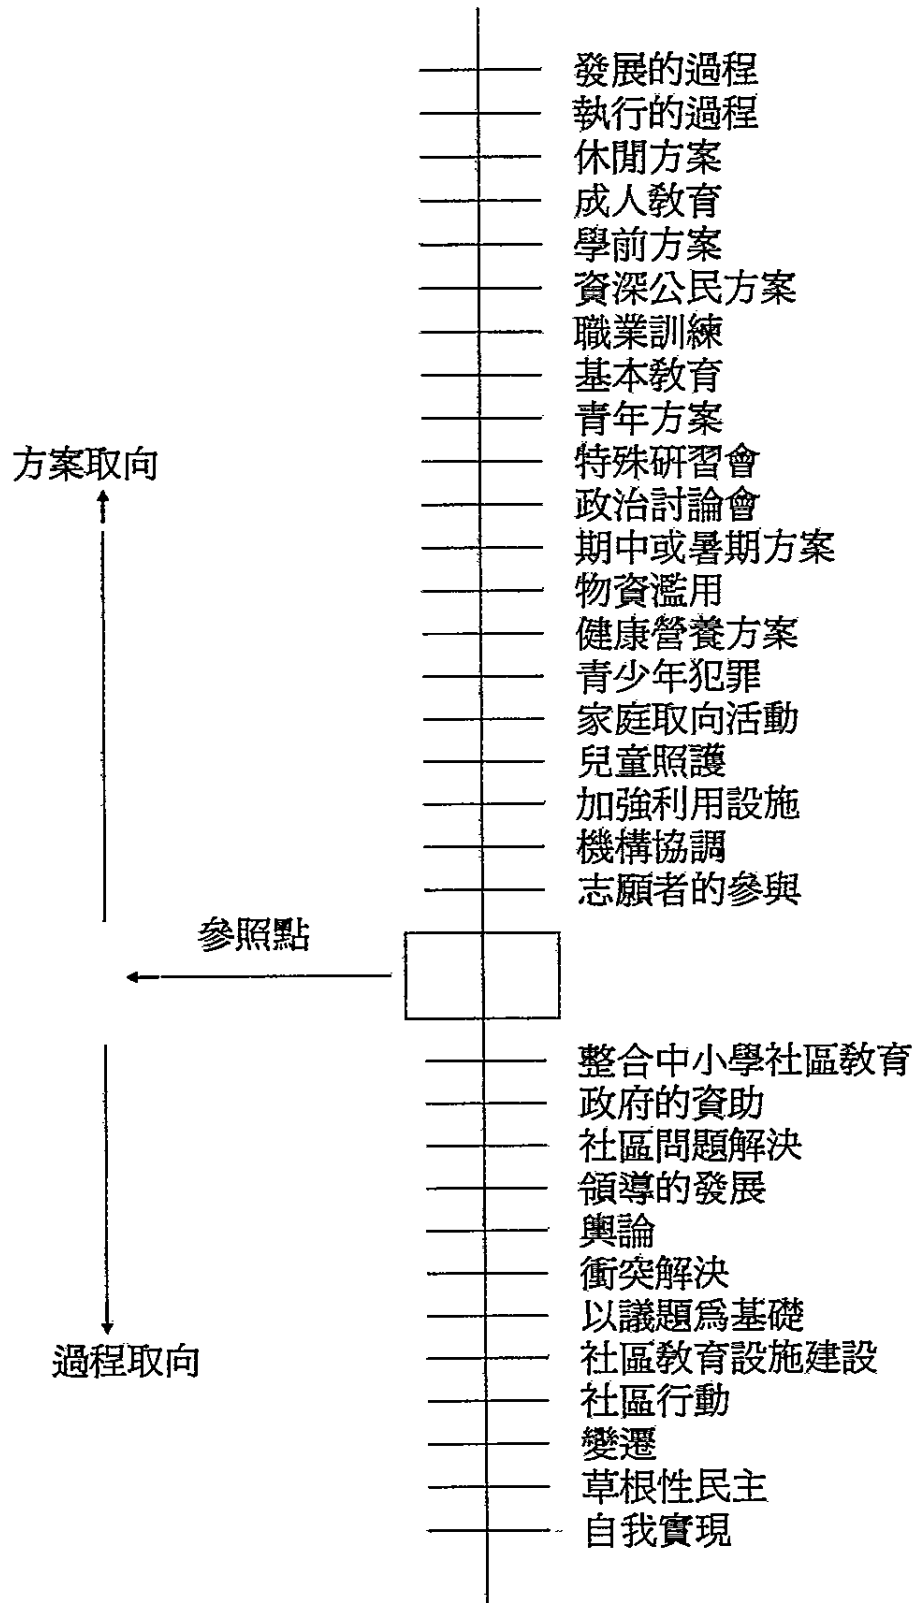 發展的過程
執行的過程
休閒方案
成人教育
學前方案
資深公民方案
職業訓練
基本教育
青年方案
方案取向
特殊研習會
政治討論會
期中或暑期方案
物資濫用
健康營養方案
青少年犯罪
家庭取向活動
兒童照護
加強利用設施
機構協調
志願者的參與
參照點
整合中小學社區教育
政府的資助
社區問題解決
領導的發展
輿論
衝突解決
以議題爲基礎
過程取向
社區教育設施建設
社區行動
變遷
草根性民主
自我實現